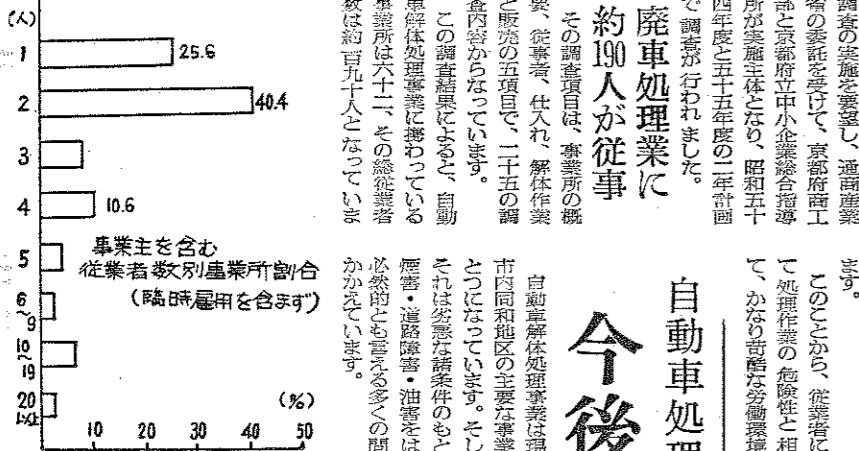 調査の実施を要望し、通商産業
者の委託を受けて、京都府商工
部と京都府立中小企業総合指導
所が実施主体となり、昭和五十
四年度と五十五年度の二年計画
で調査が行われました。
廃車処理業に
約190人が従事
その調査項目は、事業所の概
要、従事者、仕入れ、解体作業
と販売の五項目で、二十五の調
査内容からなっています。
この調査結果によると、自動
車解体処理事業に携わっている
事業所は六十二、その総従業者
数は約百九十人となっていま
ます。
このことから、従業者に
て処理作業の危険性と相
て、かなり苛酷な労働環境
自動車処理
今後
自動車解体処理事業は現
市内同和地区の主要な事業
とつになっています。そし
それは劣悪な諸条件のもと
煙害・道路障害・油害をは
必然的とも言える多くの問
かかえています。
(人)
1 25.6
2 40.4
3
4 10.6
5
6~9
10~19
20以上
事業主を含む
従業者数別事業所割合
(臨時雇用を含まず)
(%)
10 20 30 40 50